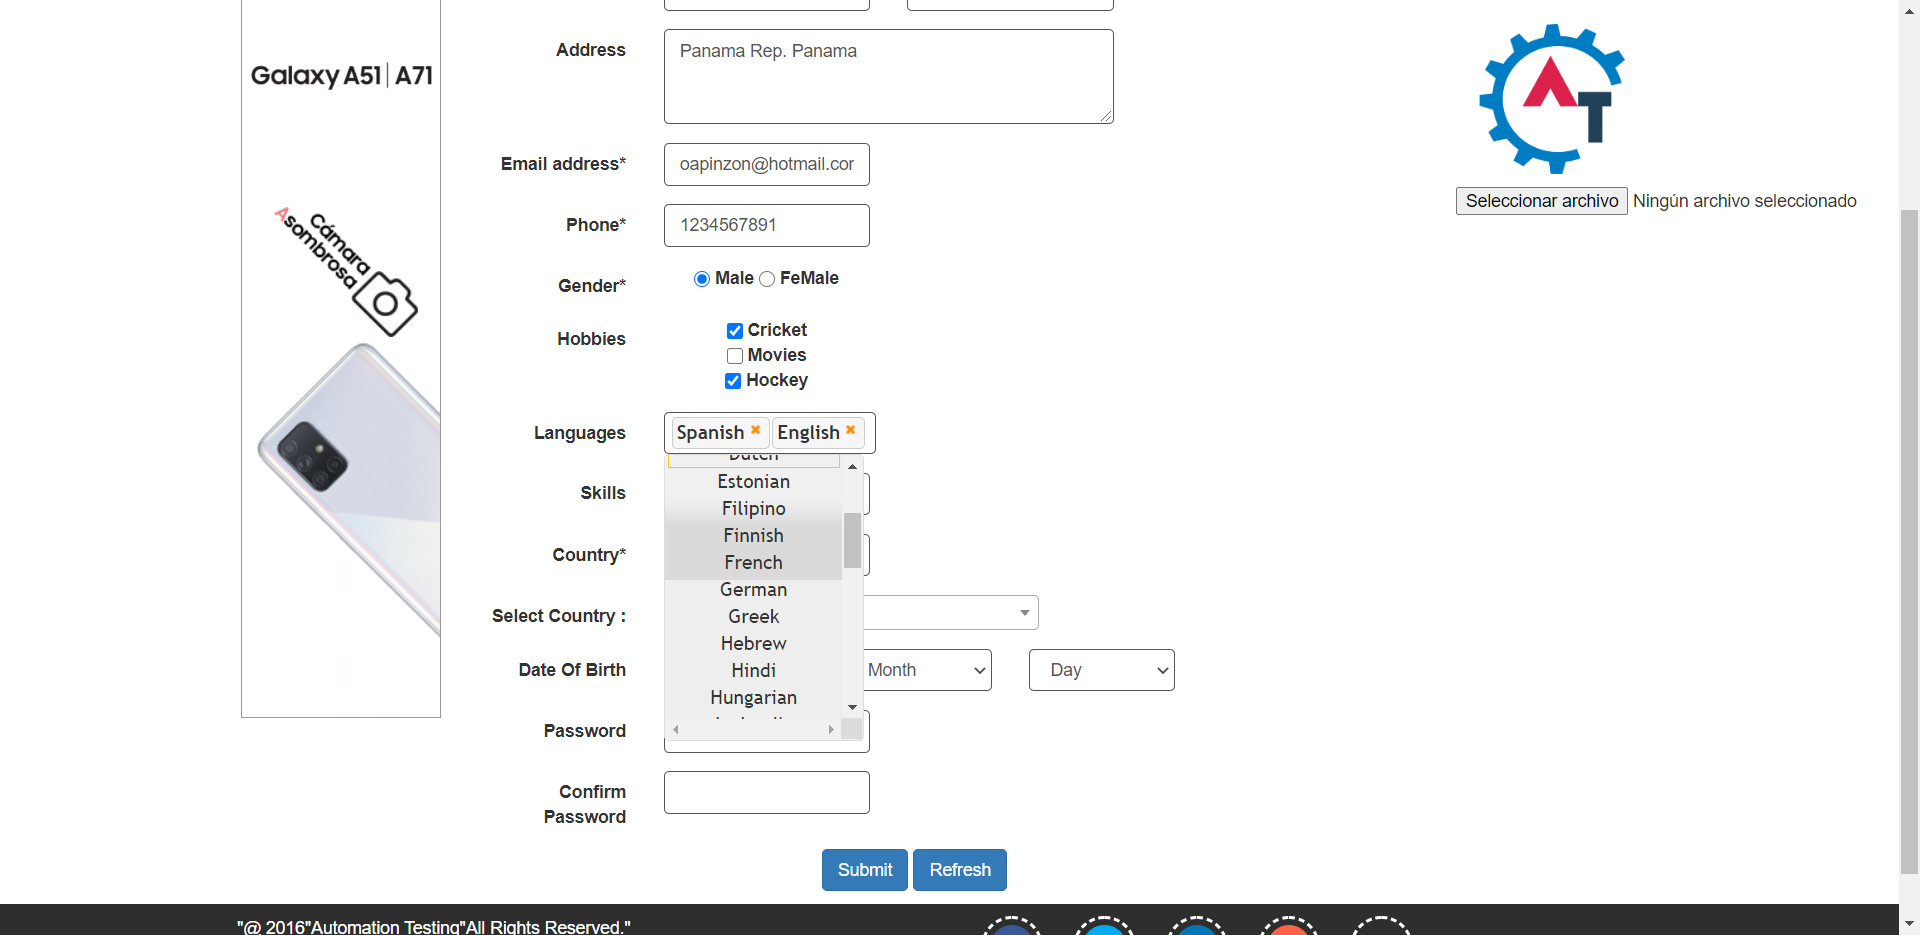 Galaxy A51 | A71
Cámara
Asombrosa
Address
Panama Rep. Panama
Email address*
oapinzon@hotmail.cor
Phone*
1234567891
Gender*
Male
FeMale
Hobbies
Cricket
Movies
Hockey
Languages
Spanish
English
Dutch
Estonian
Filipino
Finnish
French
German
Greek
Hebrew
Hindi
Hungarian
Skills
Country*
Select Country :
Date Of Birth
Month
Day
Password
Confirm
Password
Submit
Refresh
AT
Seleccionar archivo
Ningún archivo seleccionado
"@ 2016"Automation Testing"All Rights Reserved."